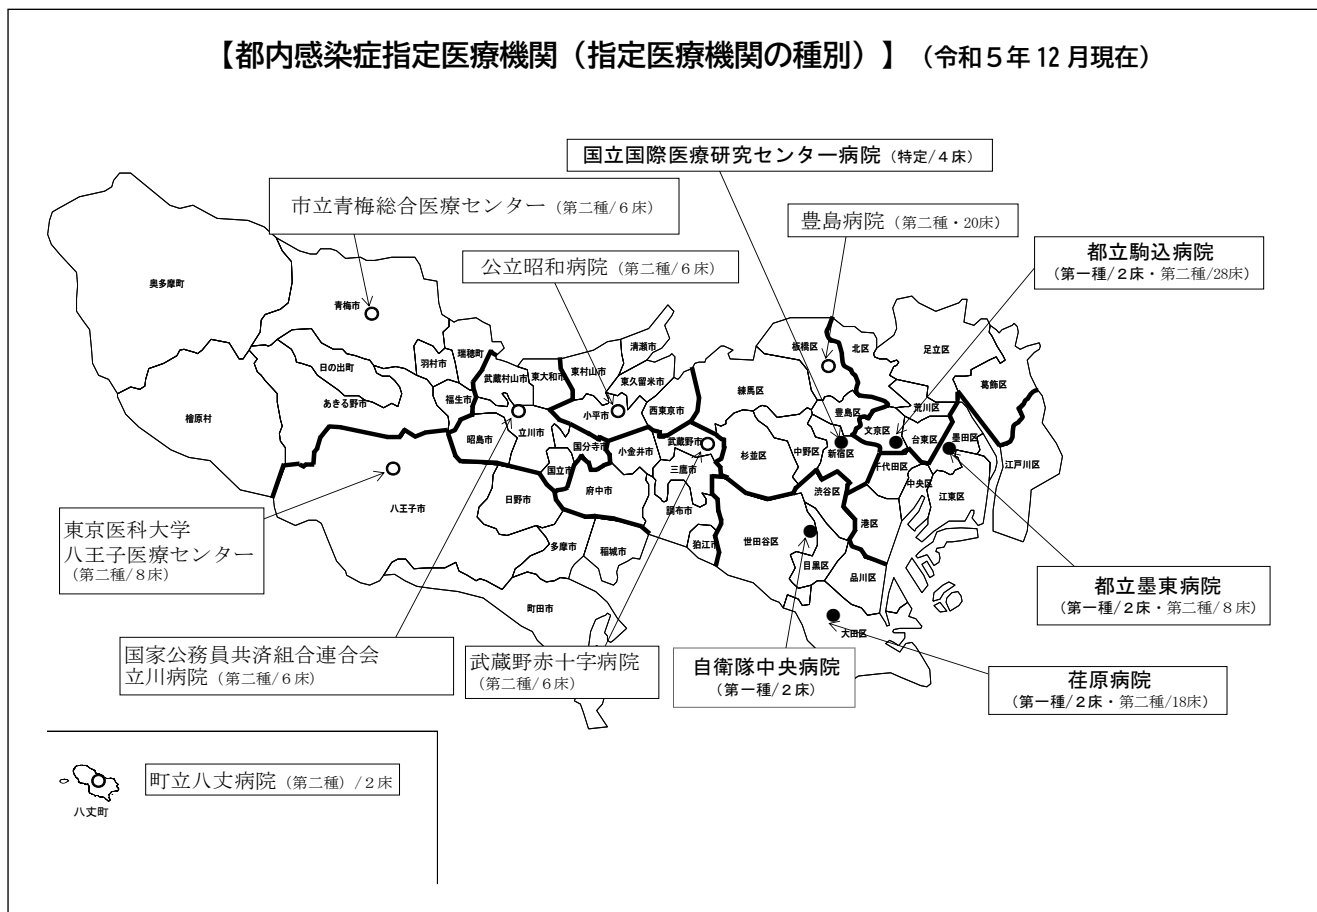 【都内感染症指定医療機関（指定医療機関の種別）】（令和５年12月現在）
国立国際医療研究センター病院（特定/４床）
市立青梅総合医療センター（第二種/６床）
豊島病院（第二種・20床）
公立昭和病院（第二種/６床）
都立駒込病院
（第一種/２床・第二種/28床）
奥多摩町
青梅市
清瀬市
板橋区
北区
足立区
瑞穂町
羽村市
日の出町
武蔵村山市
東大和市
東村山市
東久留米市
葛飾区
練馬区
あきる野市
福生市
檜原村
小平市
西東京市
豊島区
荒川区
文京区
台東区
墨田区
昭島市
立川市
国分寺市
小金井市
武蔵野市
杉並区
中野区
新宿区
江戸川区
国立市
三鷹市
千代田区
中央区
江東区
八王子市
日野市
府中市
渋谷区
調布市
港区
世田谷区
狛江市
多摩市
稲城市
目黒区
品川区
町田市
大田区
東京医科大学
八王子医療センター
（第二種/８床）
都立墨東病院
（第一種/２床・第二種/８床）
国家公務員共済組合連合会
立川病院（第二種/６床）
武蔵野赤十字病院
（第二種/６床）
自衛隊中央病院
（第一種/２床）
荏原病院
（第一種/２床・第二種/18床）
町立八丈病院（第二種）/２床
八丈町